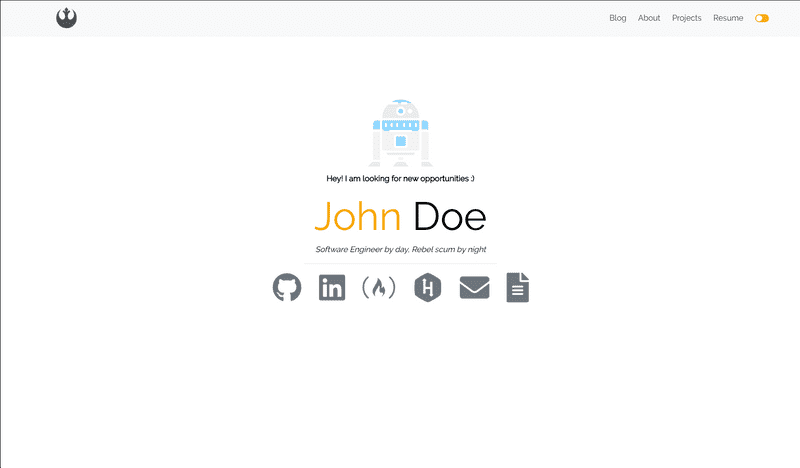 Blog About Projects Resume
Hey! I am looking for new opportunities :)
John Doe
Software Engineer by day, Rebel scum by night
in